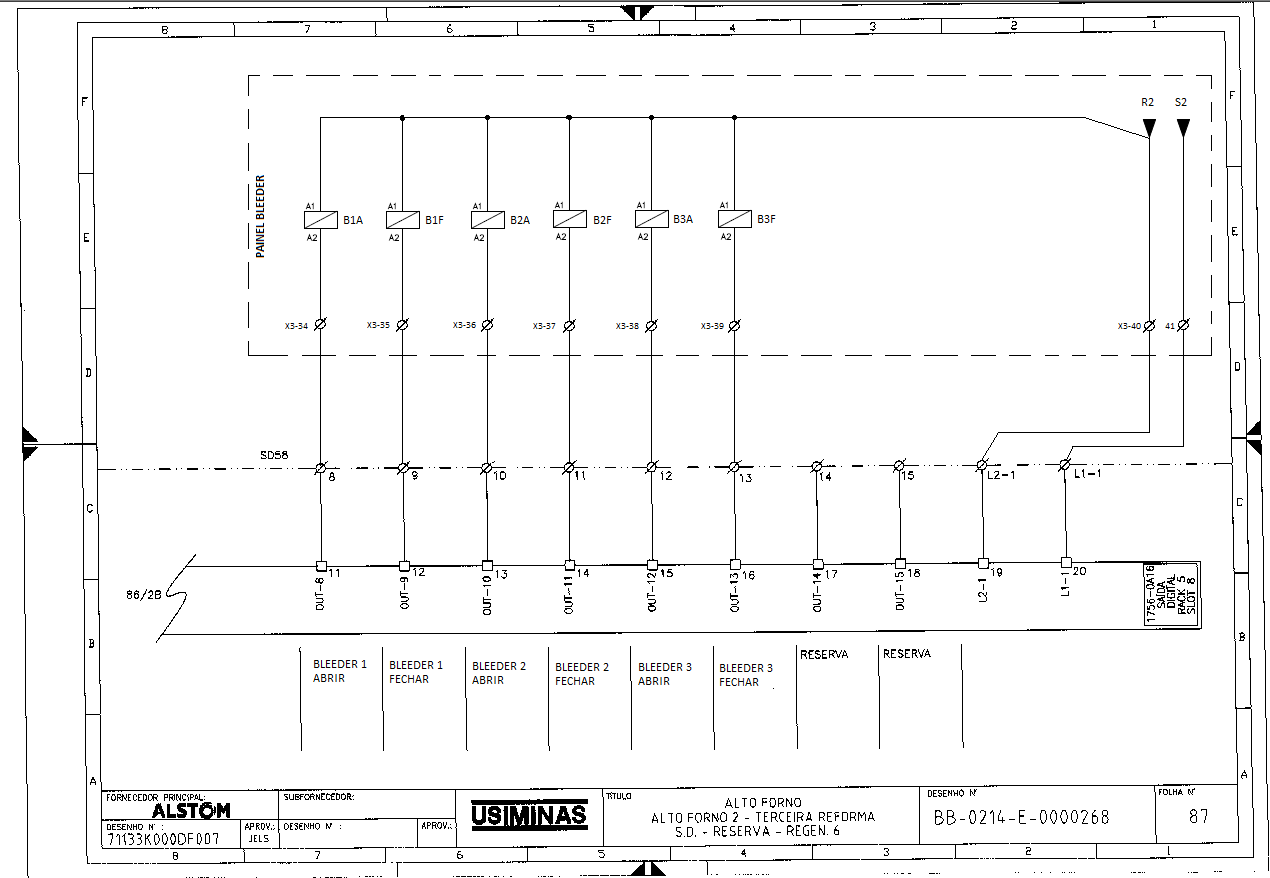 8 7 6 5 4 3 2 1
F F
R2 S2
PAINEL BLEEDER
A1 A1 A1 A1 A1 A1
B1A B1F B2A B2F B3A B3F
A2 A2 A2 A2 A2 A2
E E
X3-34 X3-35 X3-36 X3-37 X3-38 X3-39 X3-40 41
D D
SD58
8 9 10 11 12 13 14 15 L2-1 L1-1
C C
11 12 13 14 15 16 17 18 19 20
OUT-8 OUT-9 OUT-10 OUT-11 OUT-12 OUT-13 OUT-14 OUT-15 L2-1 L1-1
86/2B
1756-OA16
SAÍDA
DIGITAL
RACK 5
SLOT 8
B B
BLEEDER 1
ABRIR
BLEEDER 1
FECHAR
BLEEDER 2
ABRIR
BLEEDER 2
FECHAR
BLEEDER 3
ABRIR
BLEEDER 3
FECHAR
RESERVA
RESERVA
A A
FORNECEDOR PRINCIPAL:
ALSTOM
DESENHO N° :
71133K000DF007
APROV.:
JELS
SUBFORNECEDOR:
DESENHO N° :
APROV.:
USIMINAS
TÍTULO
ALTO FORNO
ALTO FORNO 2 - TERCEIRA REFORMA
S.D. - RESERVA - REGEN. 6
DESENHO N°
BB-0214-E-0000268
FOLHA N°
87
8 7 6 5 4 3 2 1